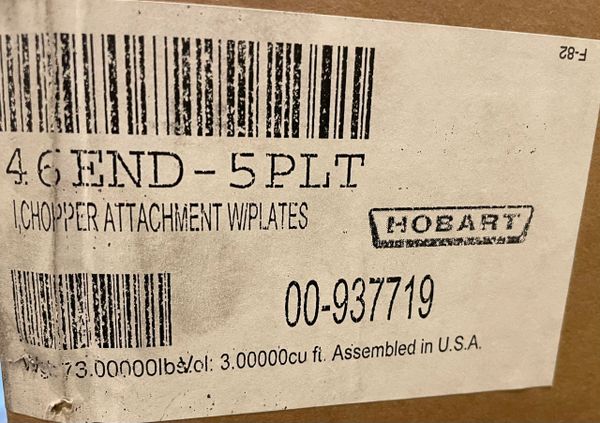 F-82
46END-5PLT
CHOPPER ATTACHMENT W/PLATES
HOBART
00-937719
73.00000lbs Vol: 3.00000cu ft. Assembled in U.S.A.